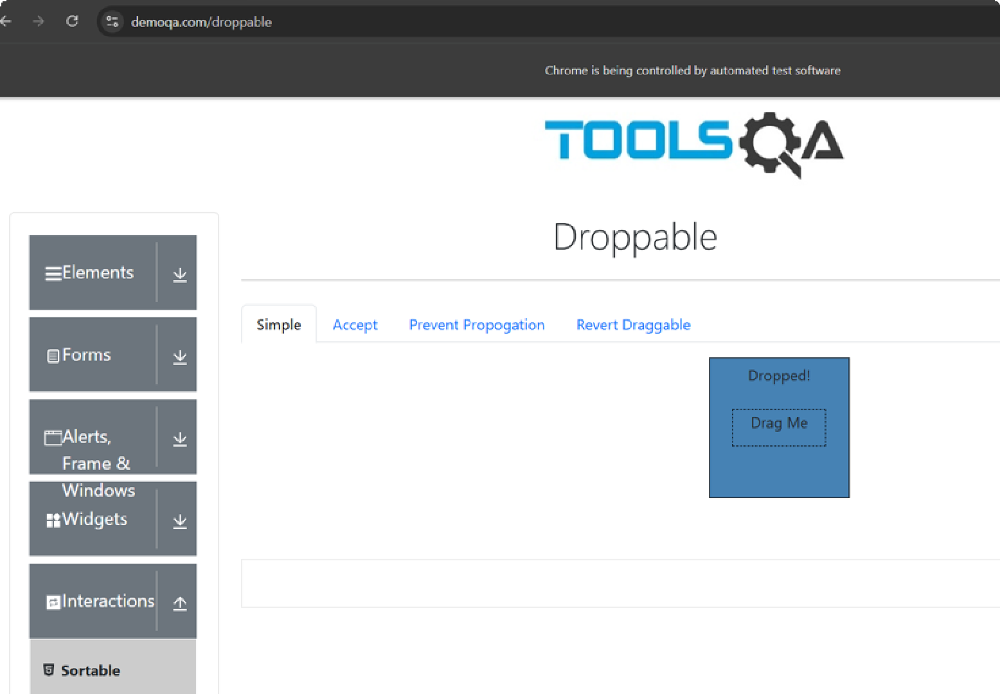 demoqa.com/droppable
Chrome is being controlled by automated test software
TOOLSQA
Droppable
Elements
Forms
Alerts,
Frame &
Windows
Widgets
Interactions
Sortable
Simple Accept Prevent Propogation Revert Draggable
Dropped!
Drag Me